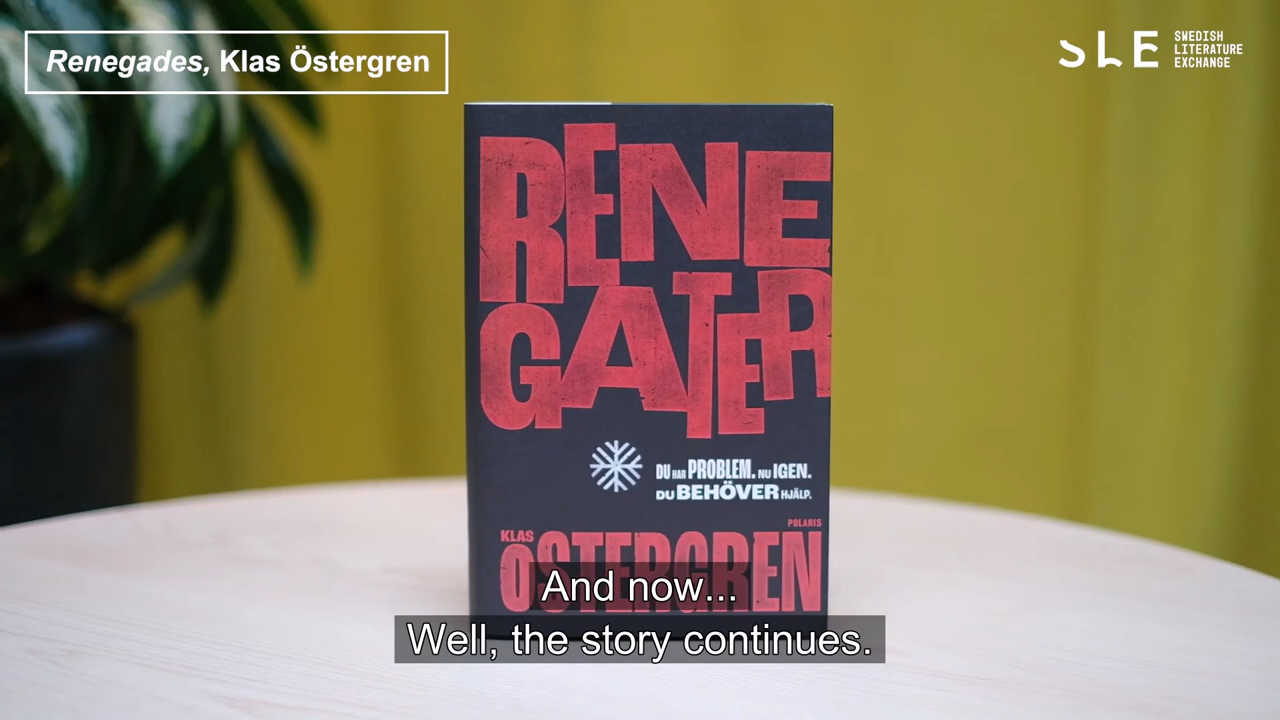 Renegades, Klas Östergren
SLE
SWEDISH
LITERATURE
EXCHANGE
RENE
GATER
DU HAR PROBLEM. NU IGEN.
DU BEHÖVER HJÄLP.
POLARIS
KLAS
ÖSTERGREN
And now...
Well, the story continues.